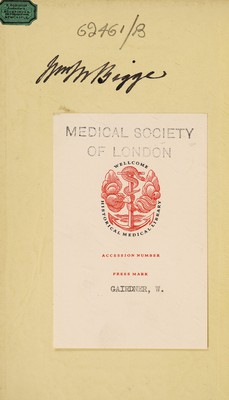 62461/B
Wm W Bigge
MEDICAL SOCIETY
OF LONDON
WELLCOME
HISTORICAL MEDICAL LIBRARY
ACCESSION NUMBER
PRESS MARK
GAIRDNER, W.